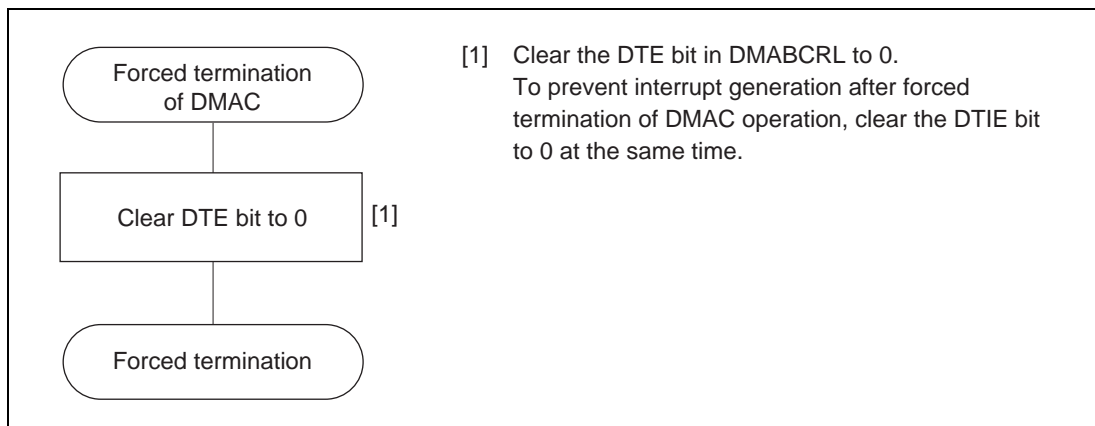 Forced termination
of DMAC
Clear DTE bit to 0
[1]
Forced termination
[1] Clear the DTE bit in DMABCRL to 0.
To prevent interrupt generation after forced
termination of DMAC operation, clear the DTIE bit
to 0 at the same time.